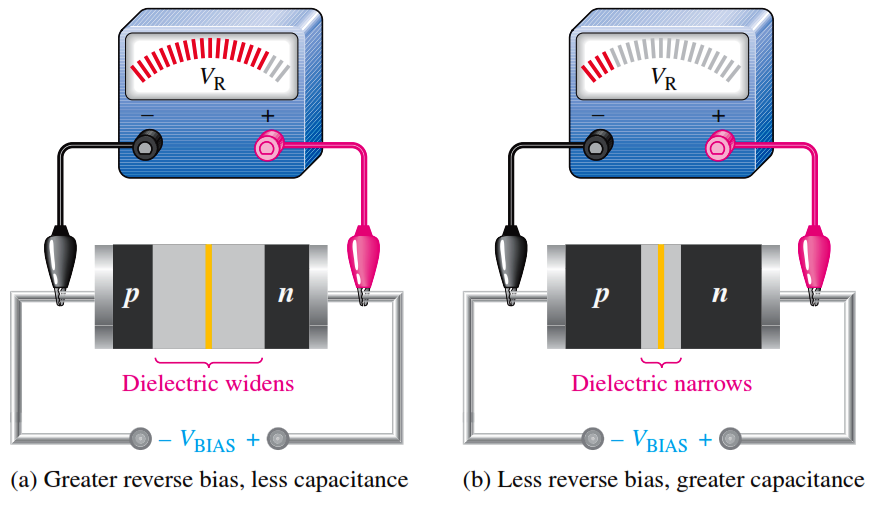 V_R
– +
p n
Dielectric widens
– V_BIAS +
(a) Greater reverse bias, less capacitance
V_R
– +
p n
Dielectric narrows
– V_BIAS +
(b) Less reverse bias, greater capacitance